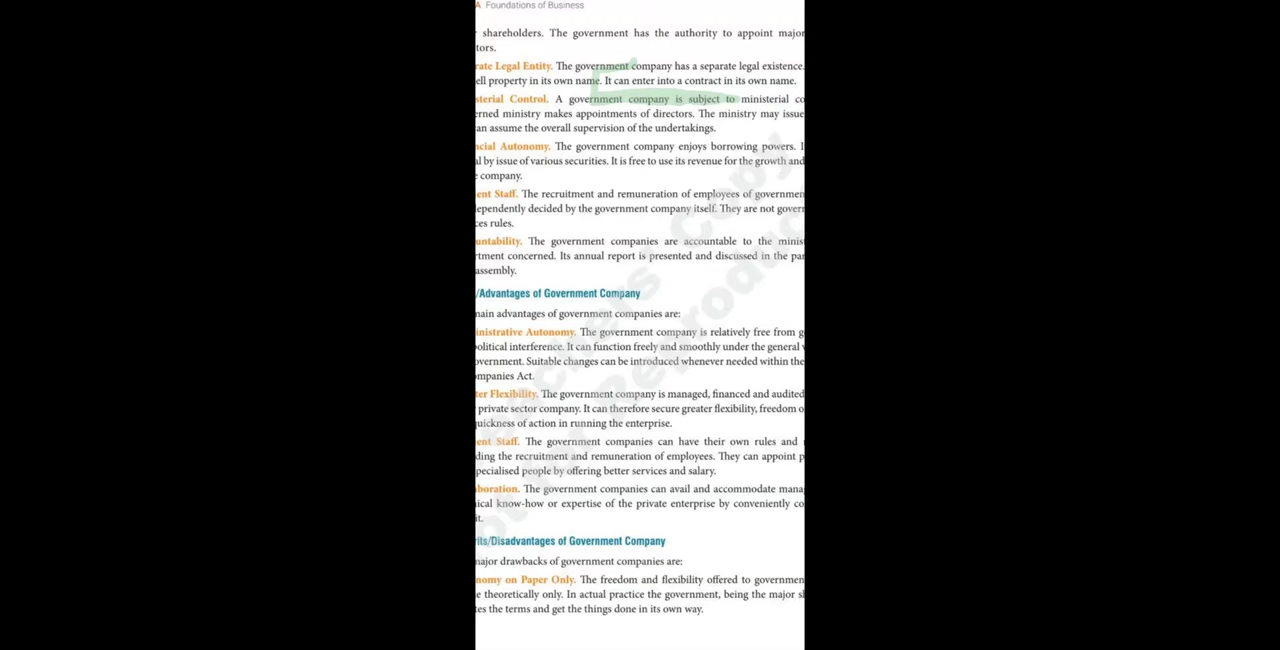 A Foundations of Business
shareholders. The government has the authority to appoint major
tors.
rate Legal Entity. The government company has a separate legal existence.
ell property in its own name. It can enter into a contract in its own name.
sterial Control. A government company is subject to ministerial co
erned ministry makes appointments of directors. The ministry may issue
an assume the overall supervision of the undertakings.
ncial Autonomy. The government company enjoys borrowing powers. I
al by issue of various securities. It is free to use its revenue for the growth and
e company.
ent Staff. The recruitment and remuneration of employees of governmen
dependently decided by the government company itself. They are not gover
ces rules.
untability. The government companies are accountable to the minis
rtment concerned. Its annual report is presented and discussed in the par
assembly.
/Advantages of Government Company
main advantages of government companies are:
inistrative Autonomy. The government company is relatively free from g
olitical interference. It can function freely and smoothly under the general
overnment. Suitable changes can be introduced whenever needed within the
ompanies Act.
ter Flexibility. The government company is managed, financed and audited
private sector company. It can therefore secure greater flexibility, freedom o
quickness of action in running the enterprise.
ent Staff. The government companies can have their own rules and
ding the recruitment and remuneration of employees. They can appoint p
specialised people by offering better services and salary.
aboration. The government companies can avail and accommodate mana
nical know-how or expertise of the private enterprise by conveniently co
it.
rits/Disadvantages of Government Company
major drawbacks of government companies are:
nomy on Paper Only. The freedom and flexibility offered to governmen
e theoretically only. In actual practice the government, being the major s
tes the terms and get the things done in its own way.